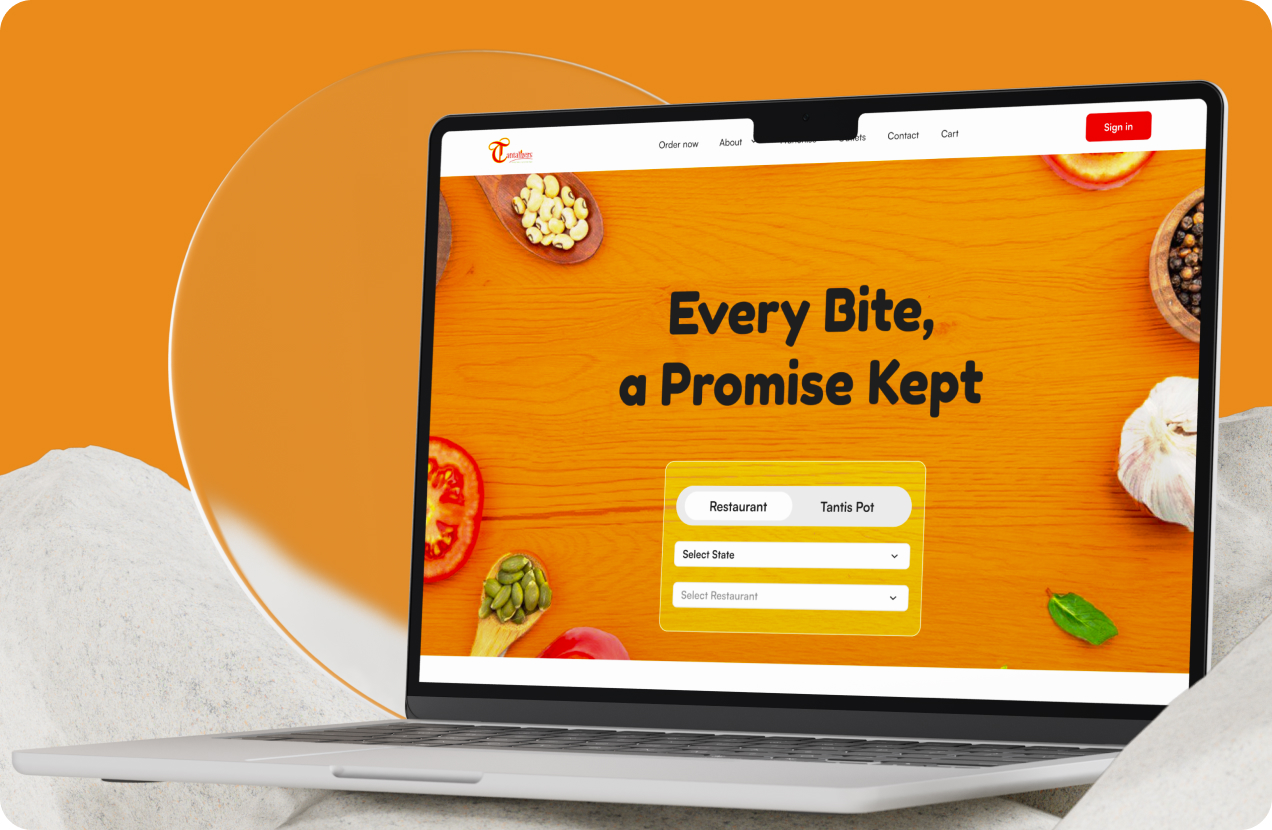 Order now
About
Contact
Cart
Sign in
Every Bite,
a Promise Kept
Restaurant
Tantis Pot
Select State
Select Restaurant